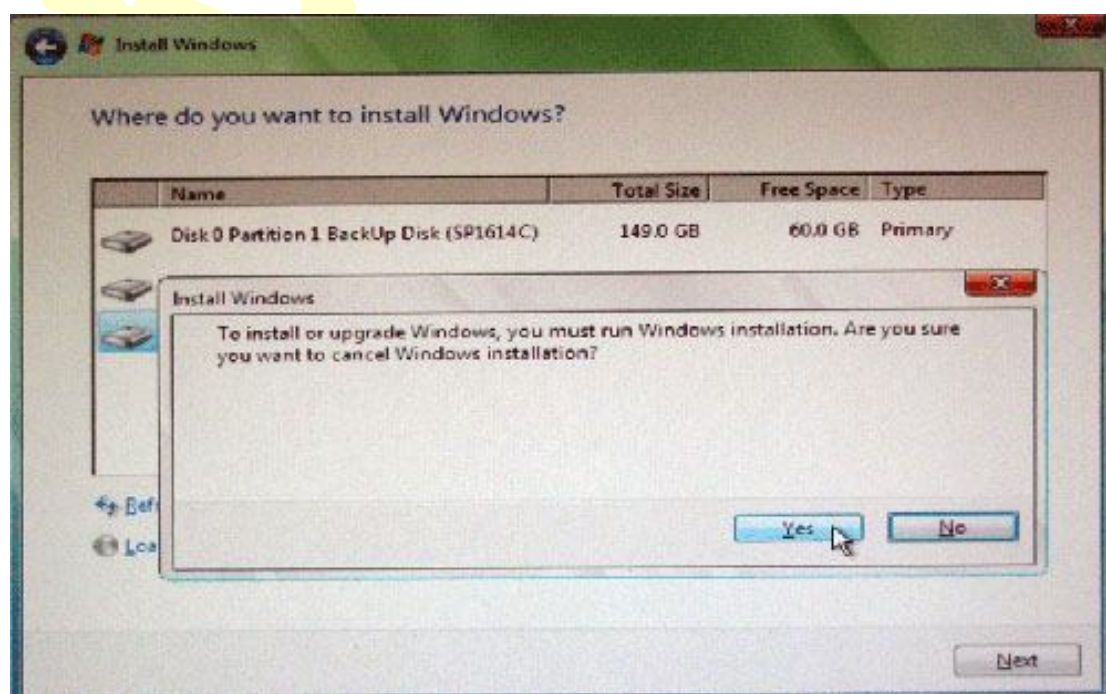 Install Windows
Where do you want to install Windows?
Name Total Size Free Space Type
Disk 0 Partition 1 BackUp Disk (SP1614C) 149.0 GB 60.0 GB Primary
Install Windows
To install or upgrade Windows, you must run Windows installation. Are you sure
you want to cancel Windows installation?
Yes No
Next